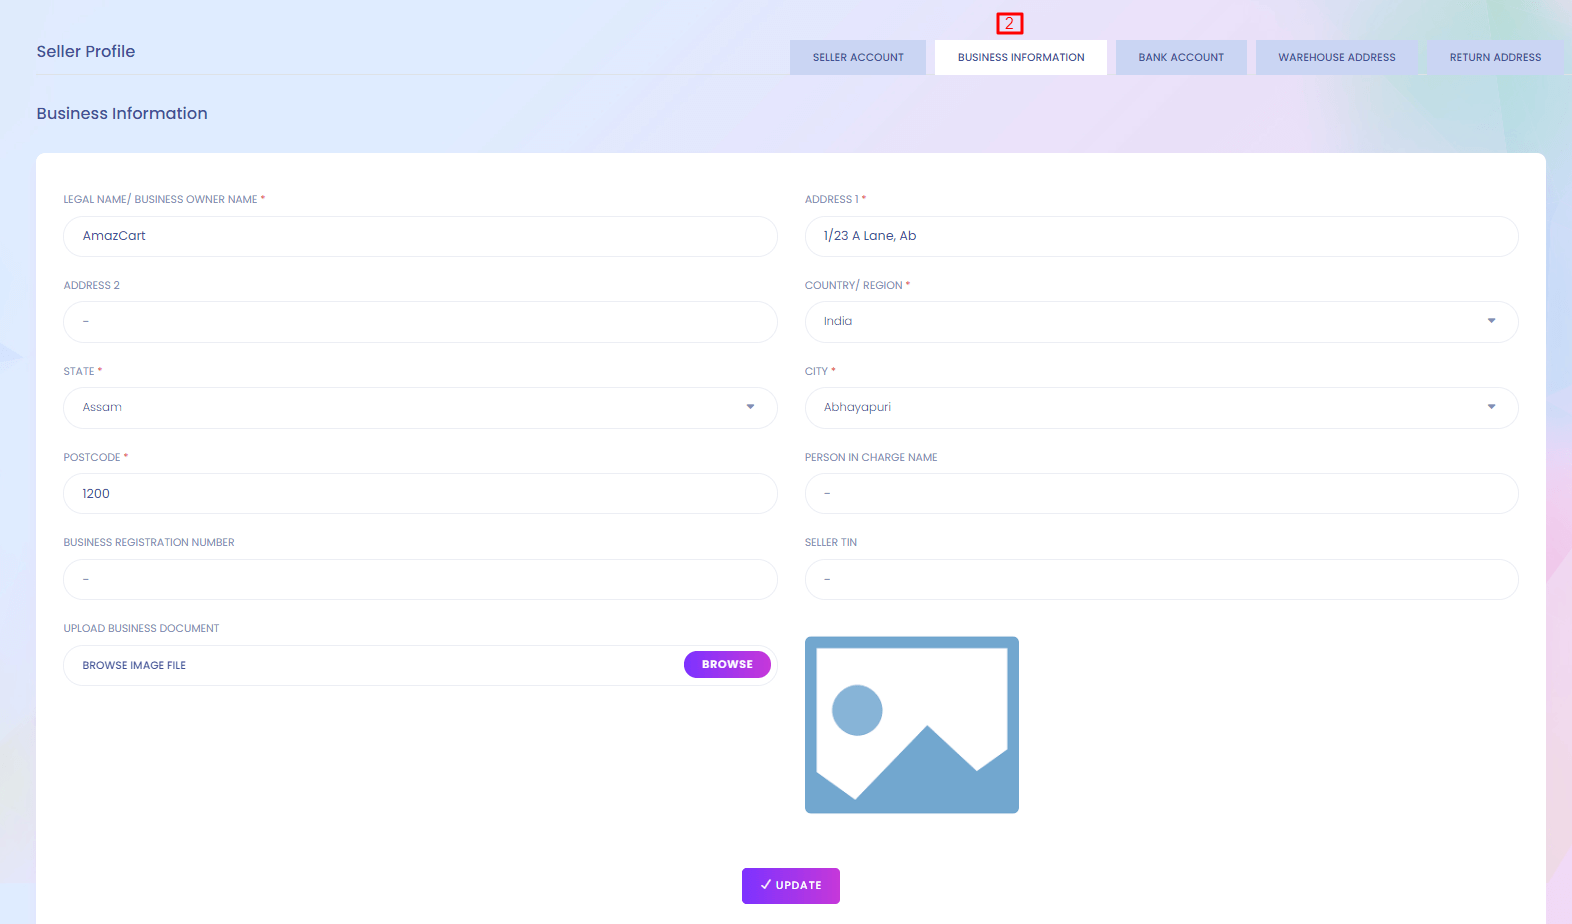 2
Seller Profile
SELLER ACCOUNT
BUSINESS INFORMATION
BANK ACCOUNT
WAREHOUSE ADDRESS
RETURN ADDRESS
Business Information
LEGAL NAME/ BUSINESS OWNER NAME *
AmazCart
ADDRESS 1 *
1/23 A Lane, Ab
ADDRESS 2
-
COUNTRY/ REGION *
India
STATE *
Assam
CITY *
Abhayapuri
POSTCODE *
1200
PERSON IN CHARGE NAME
-
BUSINESS REGISTRATION NUMBER
-
SELLER TIN
-
UPLOAD BUSINESS DOCUMENT
BROWSE IMAGE FILE
BROWSE
✓ UPDATE